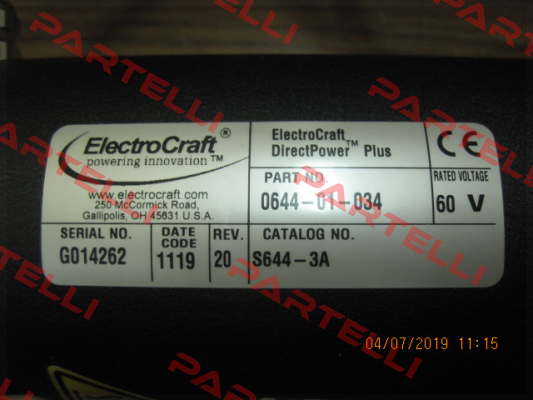 PARTELLI
ElectroCraft®
powering innovation™
www.electrocraft.com
250 McCormick Road,
Gallipolis, OH 45631 U.S.A.
ElectroCraft
DirectPower™ Plus
CE
PART NO.
0644-01-034
RATED VOLTAGE
60 V
SERIAL NO.
G014262
DATE CODE
1119
REV.
20
CATALOG NO.
S644-3A
04/07/2019 11:15
PARTELLI
PARTELLI
PARTELLI
PARTELLI